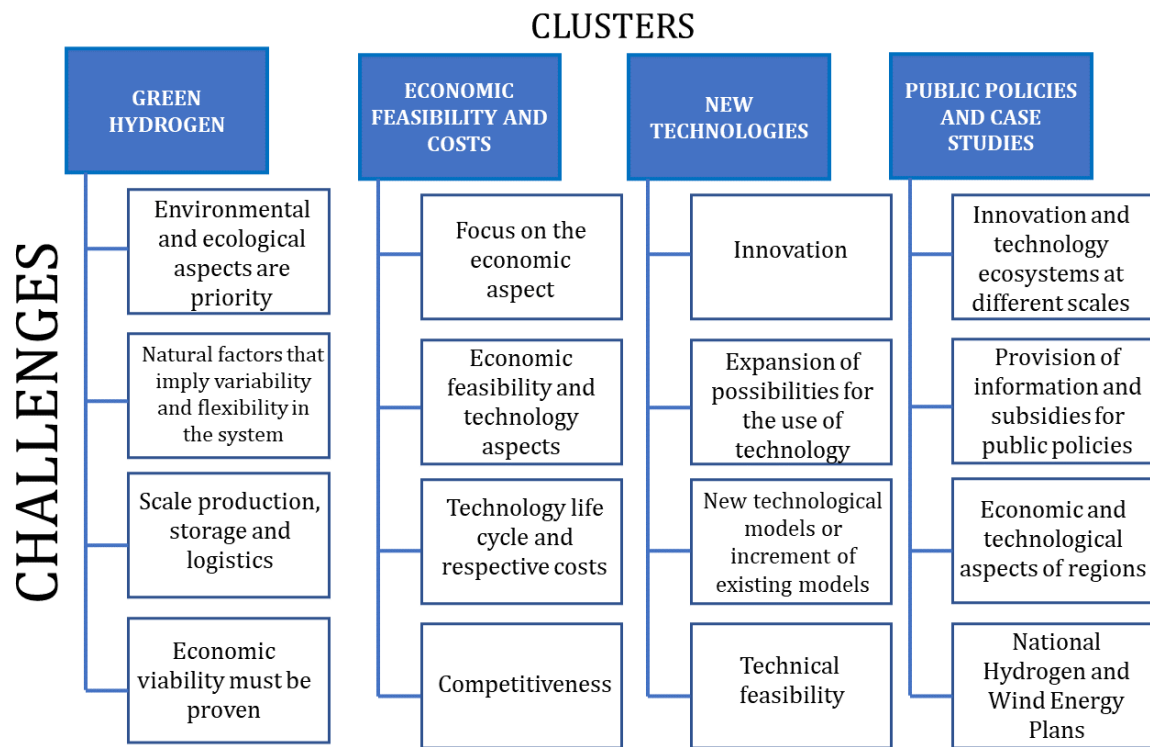 CLUSTERS
CHALLENGES
GREEN
HYDROGEN
Environmental
and ecological
aspects are
priority
Natural factors that
imply variability
and flexibility in
the system
Scale production,
storage and
logistics
Economic
viability must be
proven
ECONOMIC
FEASIBILITY AND
COSTS
Focus on the
economic
aspect
Economic
feasibility and
technology
aspects
Technology life
cycle and
respective costs
Competitiveness
NEW
TECHNOLOGIES
Innovation
Expansion of
possibilities for
the use of
technology
New technological
models or
increment of
existing models
Technical
feasibility
PUBLIC POLICIES
AND CASE
STUDIES
Innovation and
technology
ecosystems at
different scales
Provision of
information and
subsidies for
public policies
Economic and
technological
aspects of regions
National
Hydrogen and
Wind Energy
Plans